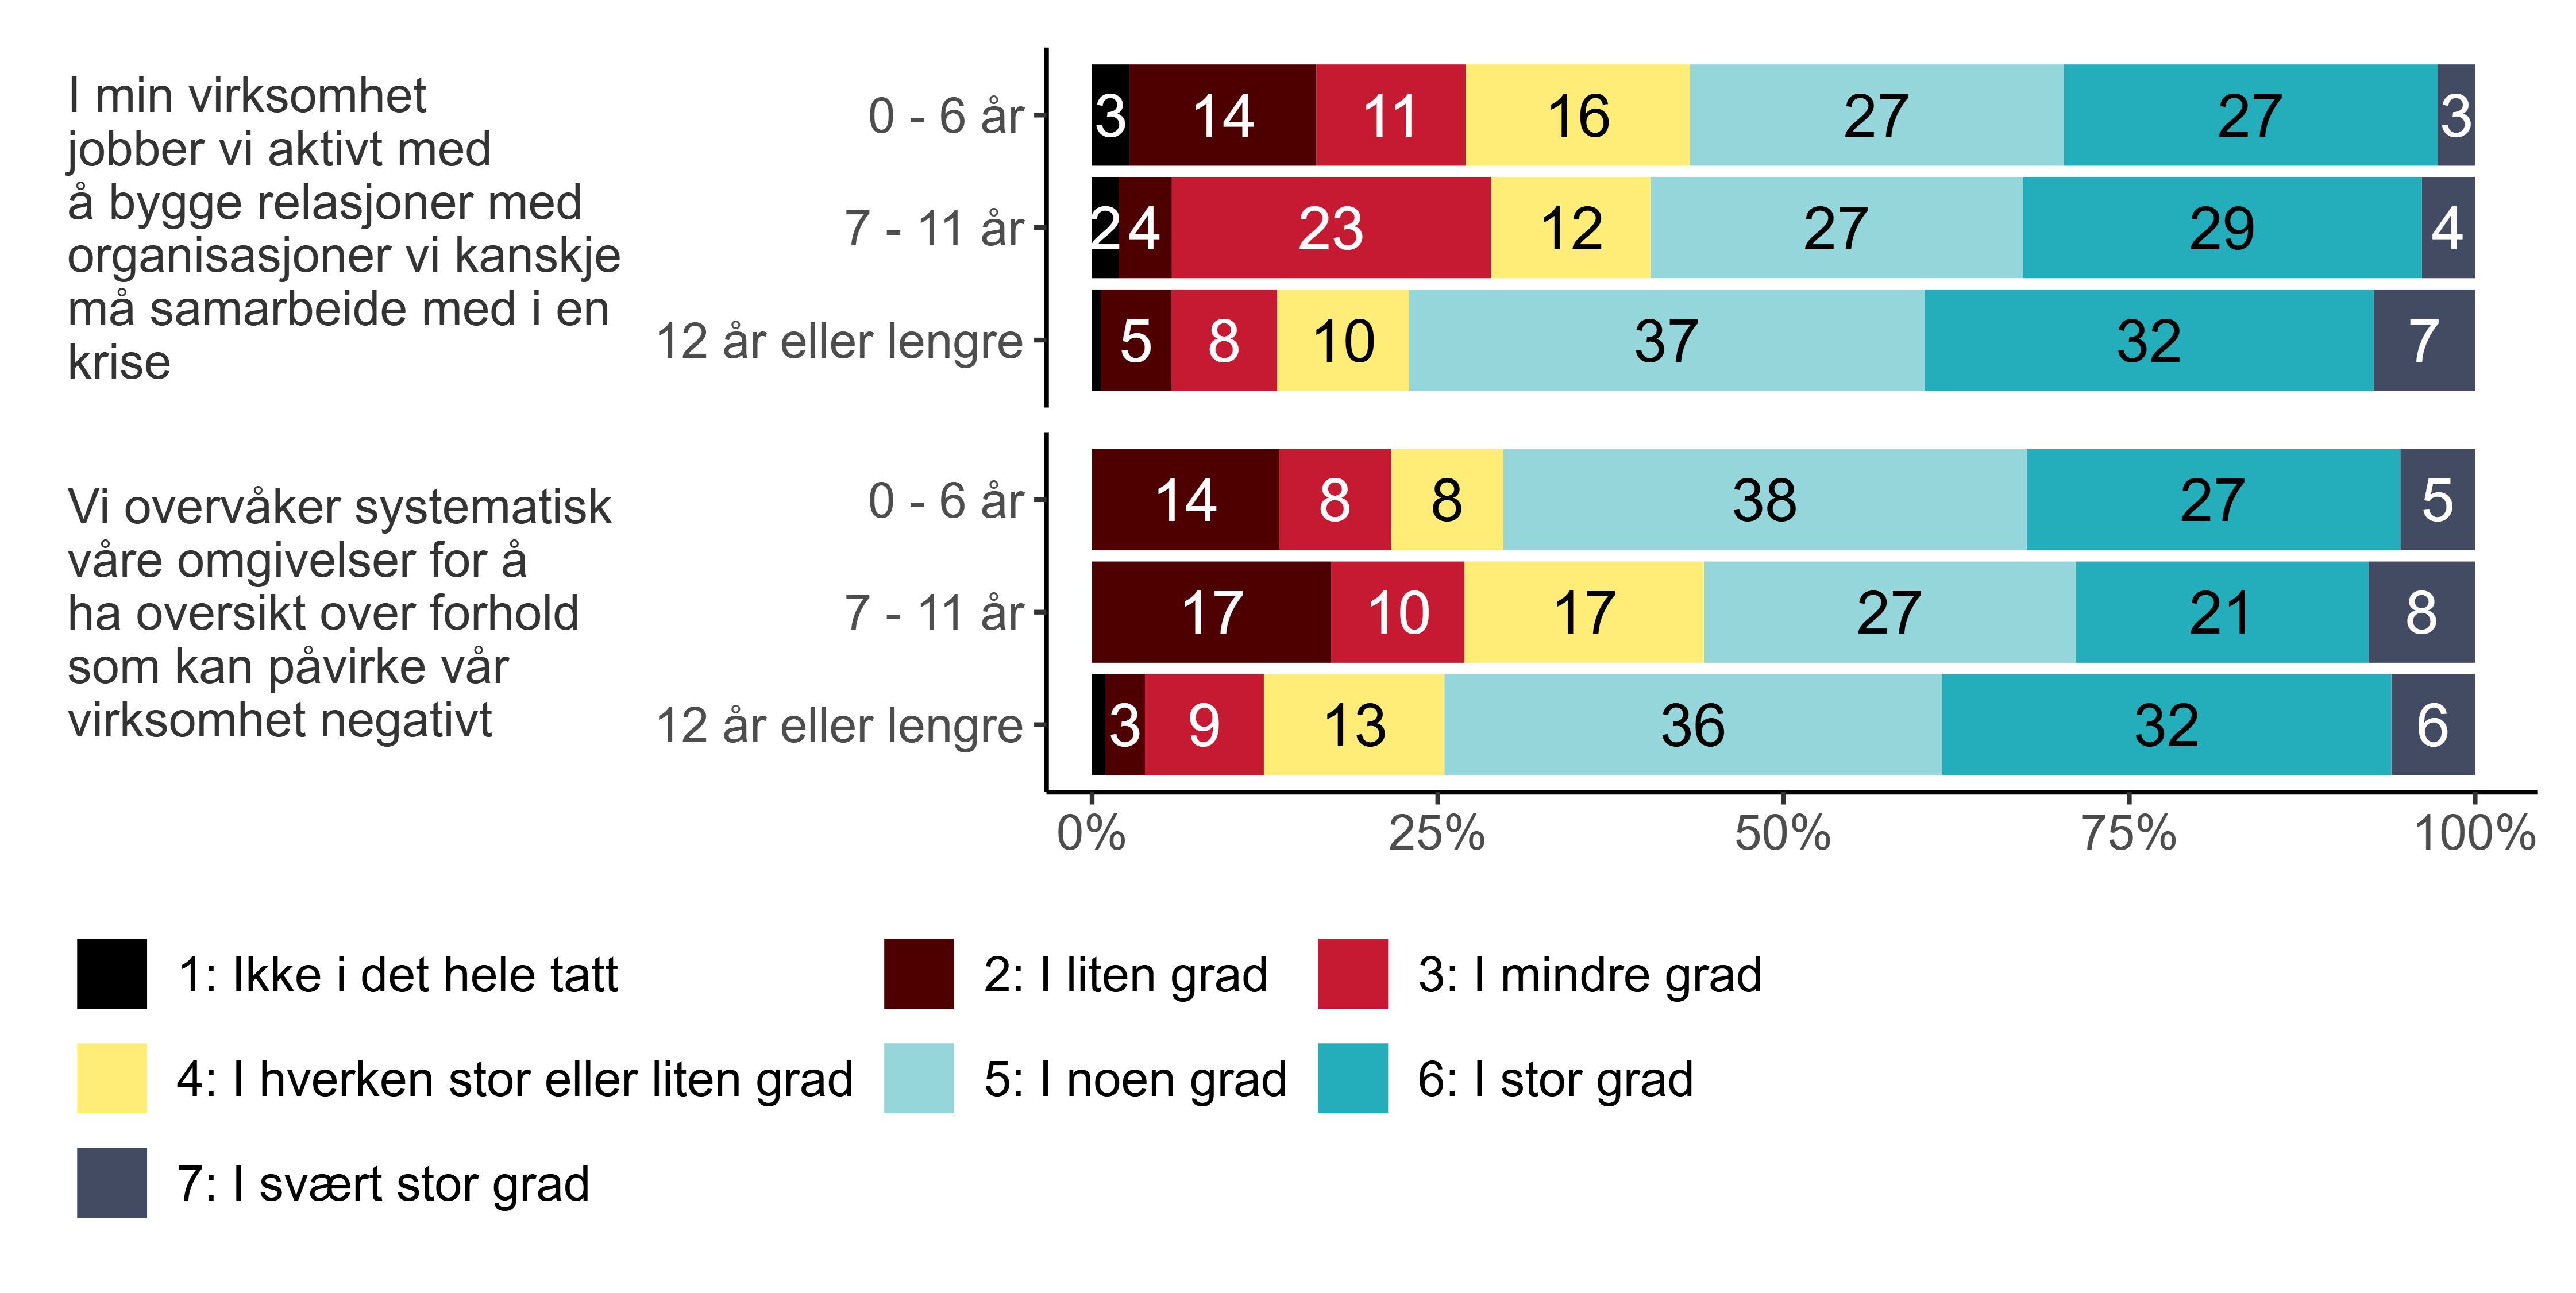 I min virksomhet
jobber vi aktivt med
å bygge relasjoner med
organisasjoner vi kanskje
må samarbeide med i en
krise
0 - 6 år
3 14 11 16 27 27 3
7 - 11 år
2 4 23 12 27 29 4
12 år eller lengre
5 8 10 37 32 7
Vi overvåker systematisk
våre omgivelser for å
ha oversikt over forhold
som kan påvirke vår
virksomhet negativt
0 - 6 år
14 8 8 38 27 5
7 - 11 år
17 10 17 27 21 8
12 år eller lengre
3 9 13 36 32 6
0% 25% 50% 75% 100%
1: Ikke i det hele tatt 2: I liten grad 3: I mindre grad
4: I hverken stor eller liten grad 5: I noen grad 6: I stor grad
7: I svært stor grad